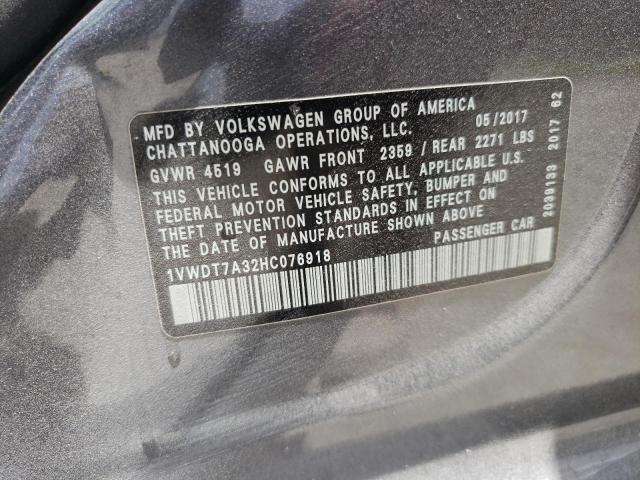 MFD BY VOLKSWAGEN GROUP OF AMERICA
CHATTANOOGA OPERATIONS, LLC. 05/2017
GVWR 4519 GAWR FRONT 2359 / REAR 2271 LBS
THIS VEHICLE CONFORMS TO ALL APPLICABLE U.S.
FEDERAL MOTOR VEHICLE SAFETY, BUMPER AND
THEFT PREVENTION STANDARDS IN EFFECT ON
THE DATE OF MANUFACTURE SHOWN ABOVE
1VWDT7A32HC076918 PASSENGER CAR
2039133 2017 62